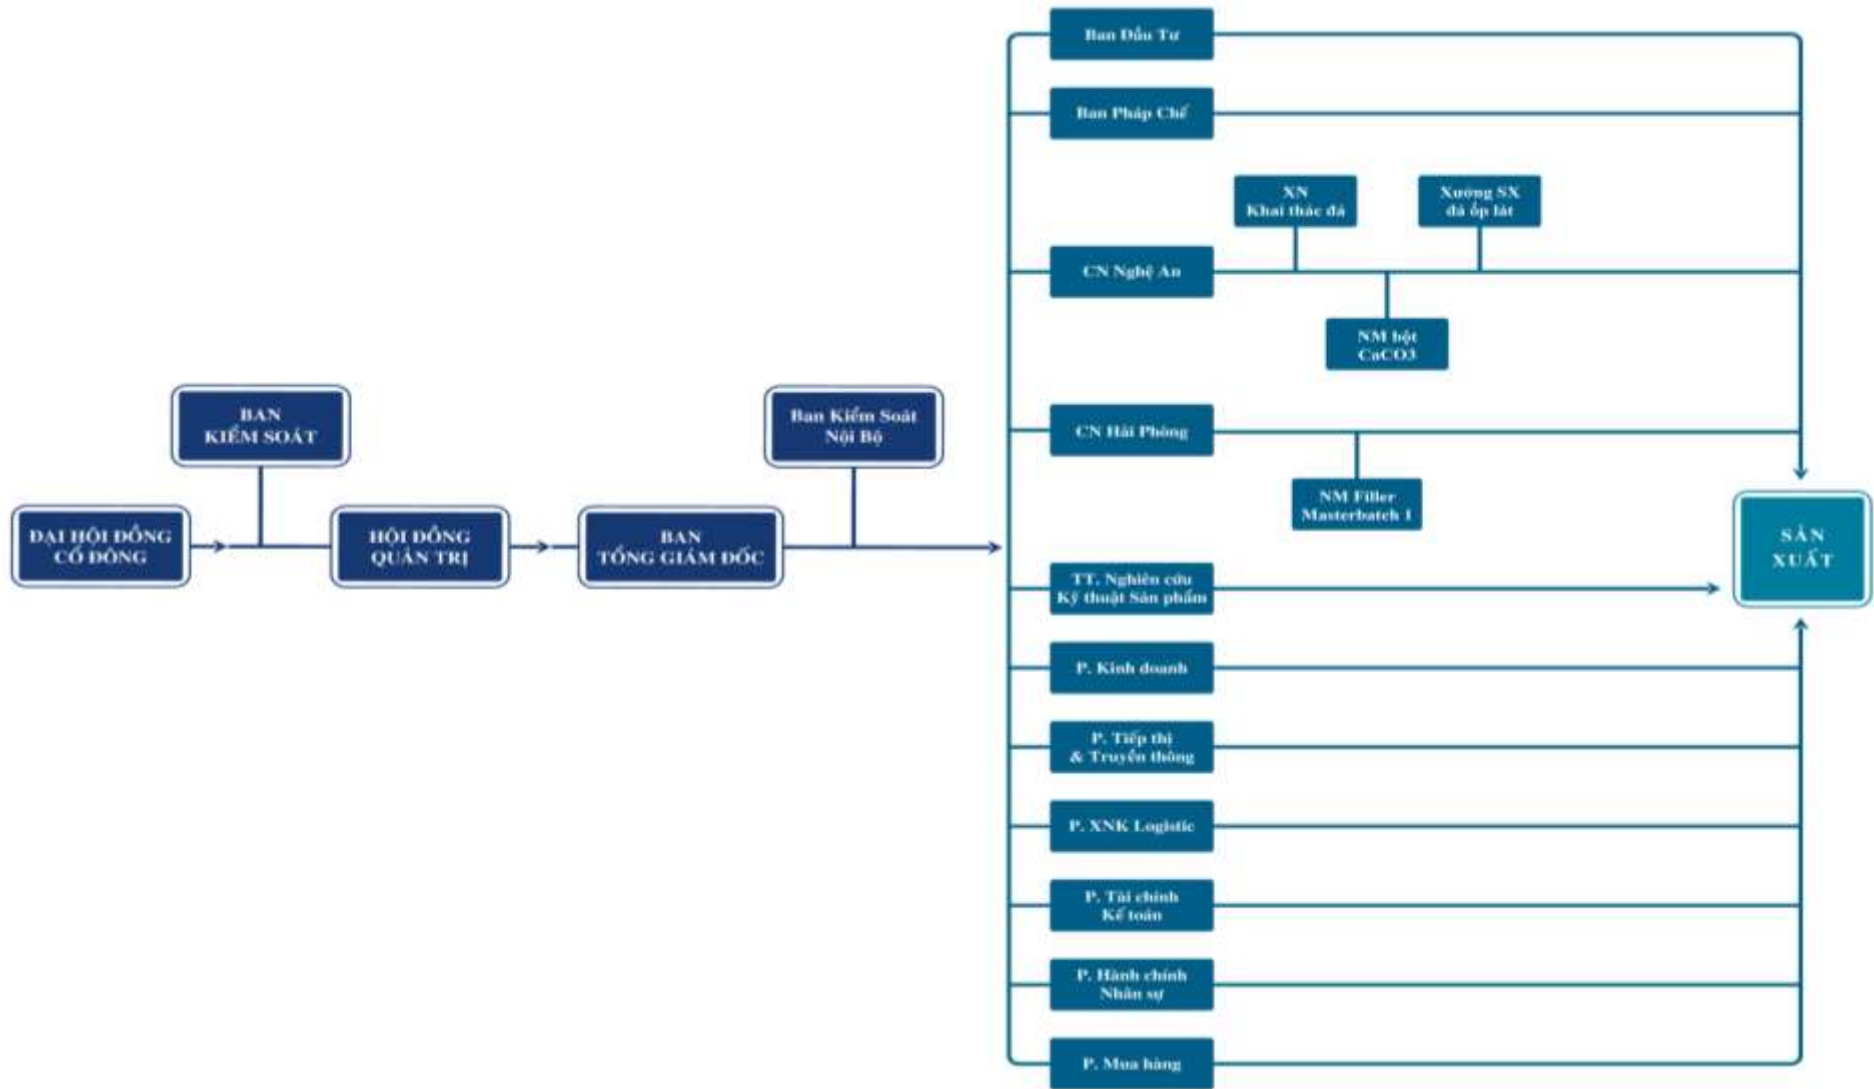 Ban Đầu Tư
Ban Pháp Chế
XN
Khai thác đá
Xưởng SX
đá ốp lát
CN Nghệ An
NM bột
CaCO3
BAN
KIỂM SOÁT
Ban Kiểm Soát
Nội Bộ
CN Hải Phòng
NM Filler
Masterbatch 1
ĐẠI HỘI ĐỒNG
CỔ ĐÔNG
HỘI ĐỒNG
QUẢN TRỊ
BAN
TỔNG GIÁM ĐỐC
SẢN
XUẤT
TT. Nghiên cứu
Kỹ thuật Sản phẩm
P. Kinh doanh
P. Tiếp thị
& Truyền thông
P. XNK Logistic
P. Tài chính
Kế toán
P. Hành chính
Nhân sự
P. Mua hàng